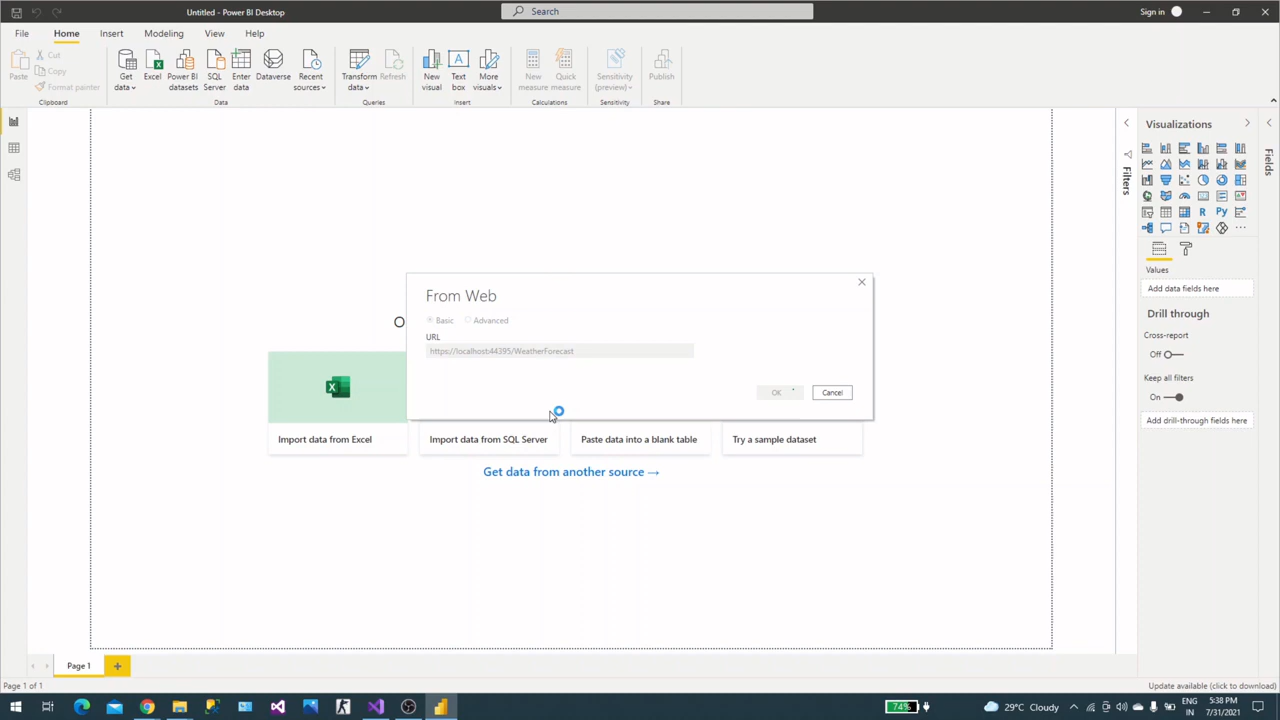 Untitled - Power BI Desktop
Search
Sign in
File
Home
Insert
Modeling
View
Help
Paste
Cut
Copy
Format painter
Clipboard
Get data
Excel
Power BI datasets
SQL Server
Enter data
Dataverse
Recent sources
Data
Transform data
Refresh
Queries
New visual
Text box
More visuals
Insert
New measure
Quick measure
Calculations
Sensitivity (preview)
Sensitivity
Publish
Share
Filters
Visualizations
Fields
R
Py
Values
Add data fields here
Drill through
Cross-report
Off
Keep all filters
On
Add drill-through fields here
From Web
Basic
Advanced
URL
https://localhost:44395/WeatherForecast
OK
Cancel
O
Import data from Excel
Import data from SQL Server
Paste data into a blank table
Try a sample dataset
Get data from another source →
Page 1
Page 1 of 1
Update available (click to download)
74%
29°C Cloudy
ENG
IN
5:38 PM
7/31/2021